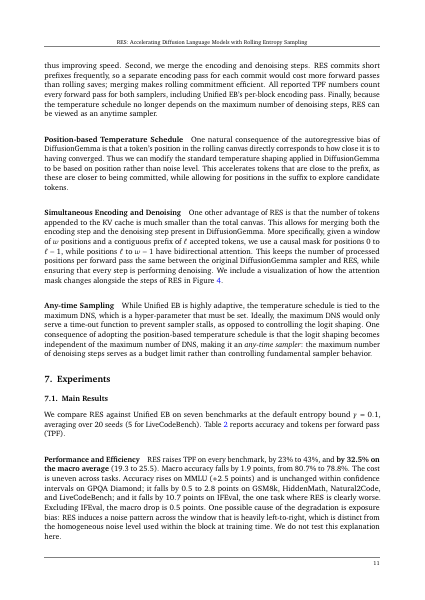 RES: Accelerating Diffusion Language Models with Rolling Entropy Sampling
thus improving speed. Second, we merge the encoding and denoising steps. RES commits short
prefixes frequently, so a separate encoding pass for each commit would cost more forward passes
than rolling saves; merging makes rolling commitment efficient. All reported TPF numbers count
every forward pass for both samplers, including Unified EB's per-block encoding pass. Finally, because
the temperature schedule no longer depends on the maximum number of denoising steps, RES can
be viewed as an anytime sampler.
Position-based Temperature Schedule One natural consequence of the autoregressive bias of
DiffusionGemma is that a token's position in the rolling canvas directly corresponds to how close it is to
having converged. Thus we can modify the standard temperature shaping applied in DiffusionGemma
to be based on position rather than noise level. This accelerates tokens that are close to the prefix, as
these are closer to being committed, while allowing for positions in the suffix to explore candidate
tokens.
Simultaneous Encoding and Denoising One other advantage of RES is that the number of tokens
appended to the KV cache is much smaller than the total canvas. This allows for merging both the
encoding step and the denoising step present in DiffusionGemma. More specifically, given a window
of w positions and a contiguous prefix of ℓ accepted tokens, we use a causal mask for positions 0 to
ℓ − 1, while positions ℓ to w − 1 have bidirectional attention. This keeps the number of processed
positions per forward pass the same between the original DiffusionGemma sampler and RES, while
ensuring that every step is performing denoising. We include a visualization of how the attention
mask changes alongside the steps of RES in Figure 4.
Any-time Sampling While Unified EB is highly adaptive, the temperature schedule is tied to the
maximum DNS, which is a hyper-parameter that must be set. Ideally, the maximum DNS would only
serve a time-out function to prevent sampler stalls, as opposed to controlling the logit shaping. One
consequence of adopting the position-based temperature schedule is that the logit shaping becomes
independent of the maximum number of DNS, making it an any-time sampler: the maximum number
of denoising steps serves as a budget limit rather than controlling fundamental sampler behavior.
7. Experiments
7.1. Main Results
We compare RES against Unified EB on seven benchmarks at the default entropy bound γ = 0.1,
averaging over 20 seeds (5 for LiveCodeBench). Table 2 reports accuracy and tokens per forward pass
(TPF).
Performance and Efficiency RES raises TPF on every benchmark, by 23% to 43%, and by 32.5% on
the macro average (19.3 to 25.5). Macro accuracy falls by 1.9 points, from 80.7% to 78.8%. The cost
is uneven across tasks. Accuracy rises on MMLU (+2.5 points) and is unchanged within confidence
intervals on GPQA Diamond; it falls by 0.5 to 2.8 points on GSM8k, HiddenMath, Natural2Code,
and LiveCodeBench; and it falls by 10.7 points on IFEval, the one task where RES is clearly worse.
Excluding IFEval, the macro drop is 0.5 points. One possible cause of the degradation is exposure
bias: RES induces a noise pattern across the window that is heavily left-to-right, which is distinct from
the homogeneous noise level used within the block at training time. We do not test this explanation
here.
11